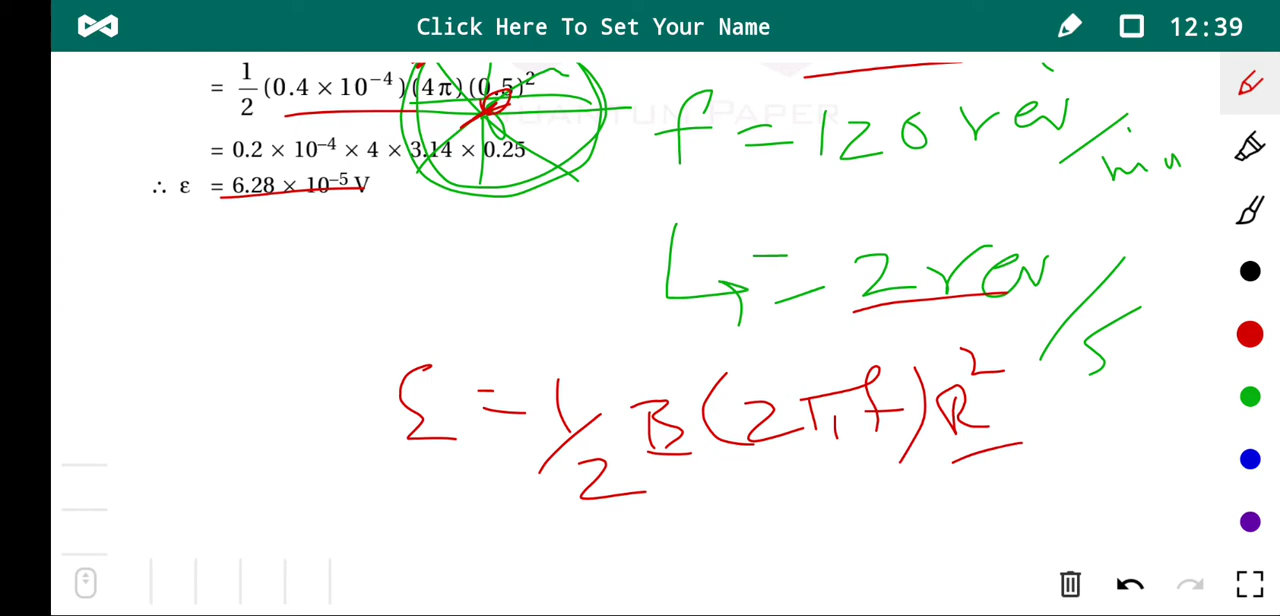 Click Here To Set Your Name
12:39
= 1/2 (0.4 × 10⁻⁴)(4π)(0.5)²
QUANTUM PAPER
= 0.2 × 10⁻⁴ × 4 × 3.14 × 0.25
∴ ε = 6.28 × 10⁻⁵ V
f = 120 rev/min
↳ = 2 rev/s
Ɛ = 1/2 B (2πf) R²